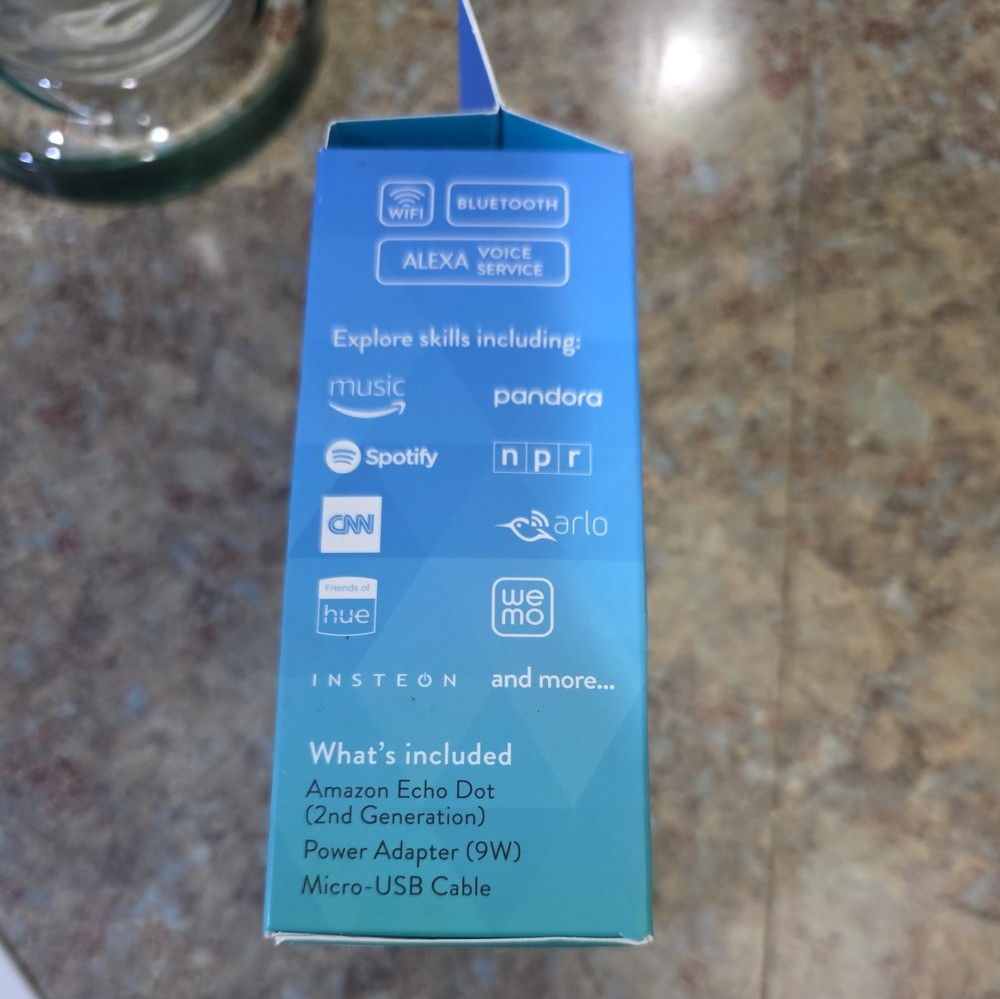 WIFI BLUETOOTH
ALEXA VOICE SERVICE
Explore skills including:
music pandora
Spotify npr
CNN arlo
Friends of
hue
we
mo
INSTEON and more...
What's included
Amazon Echo Dot
(2nd Generation)
Power Adapter (9W)
Micro-USB Cable